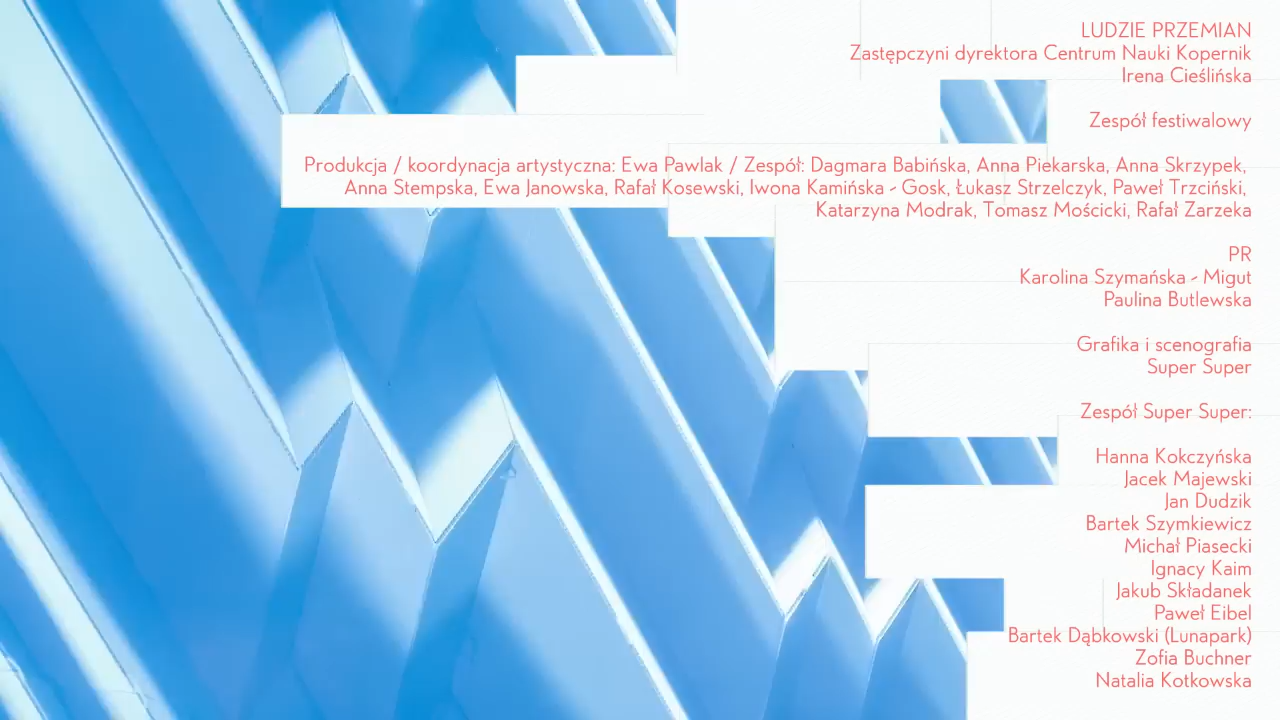 LUDZIE PRZEMIAN
Zastępczyni dyrektora Centrum Nauki Kopernik
Irena Cieślińska
Zespół festiwalowy
Produkcja / koordynacja artystyczna: Ewa Pawlak / Zespół: Dagmara Babińska, Anna Piekarska, Anna Skrzypek,
Anna Stempska, Ewa Janowska, Rafał Kosewski, Iwona Kamińska - Gosk, Łukasz Strzelczyk, Paweł Trzciński,
Katarzyna Modrak, Tomasz Mościcki, Rafał Zarzeka
PR
Karolina Szymańska - Migut
Paulina Butlewska
Grafika i scenografia
Super Super
Zespół Super Super:
Hanna Kokczyńska
Jacek Majewski
Jan Dudzik
Bartek Szymkiewicz
Michał Piasecki
Ignacy Kaim
Jakub Składanek
Paweł Eibel
Bartek Dąbkowski (Lunapark)
Zofia Buchner
Natalia Kotkowska